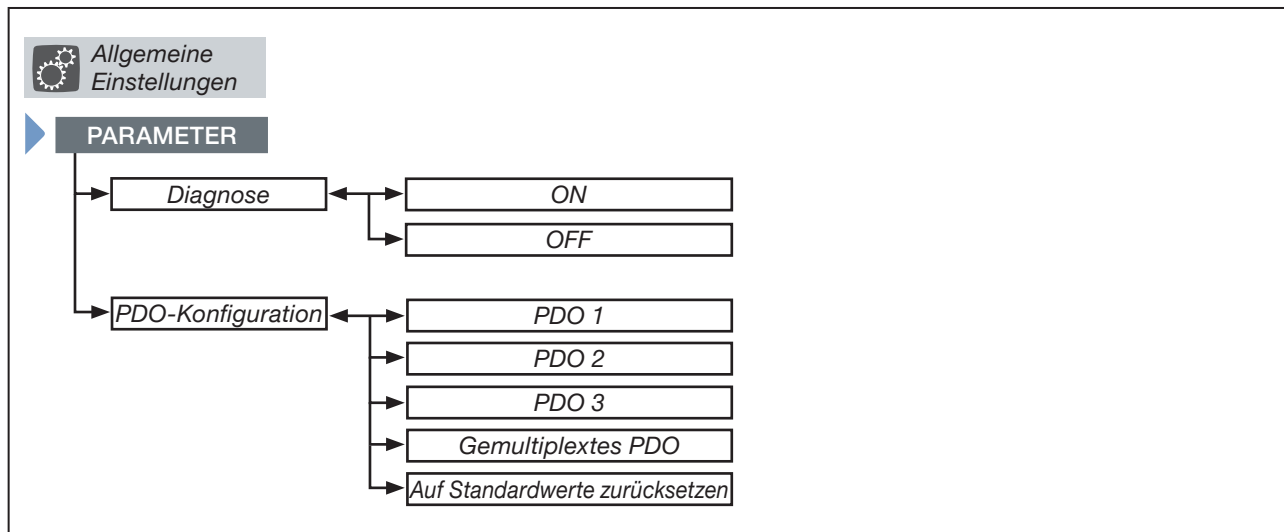 Allgemeine
Einstellungen
PARAMETER
Diagnose
ON
OFF
PDO-Konfiguration
PDO 1
PDO 2
PDO 3
Gemultiplextes PDO
Auf Standardwerte zurücksetzen